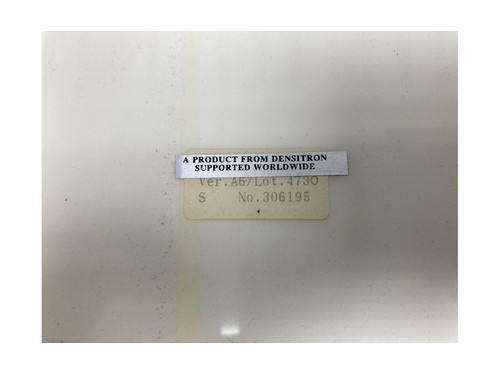 A PRODUCT FROM DENSITRON
SUPPORTED WORLDWIDE
Ver.A6/Lot.4730
S No.306195